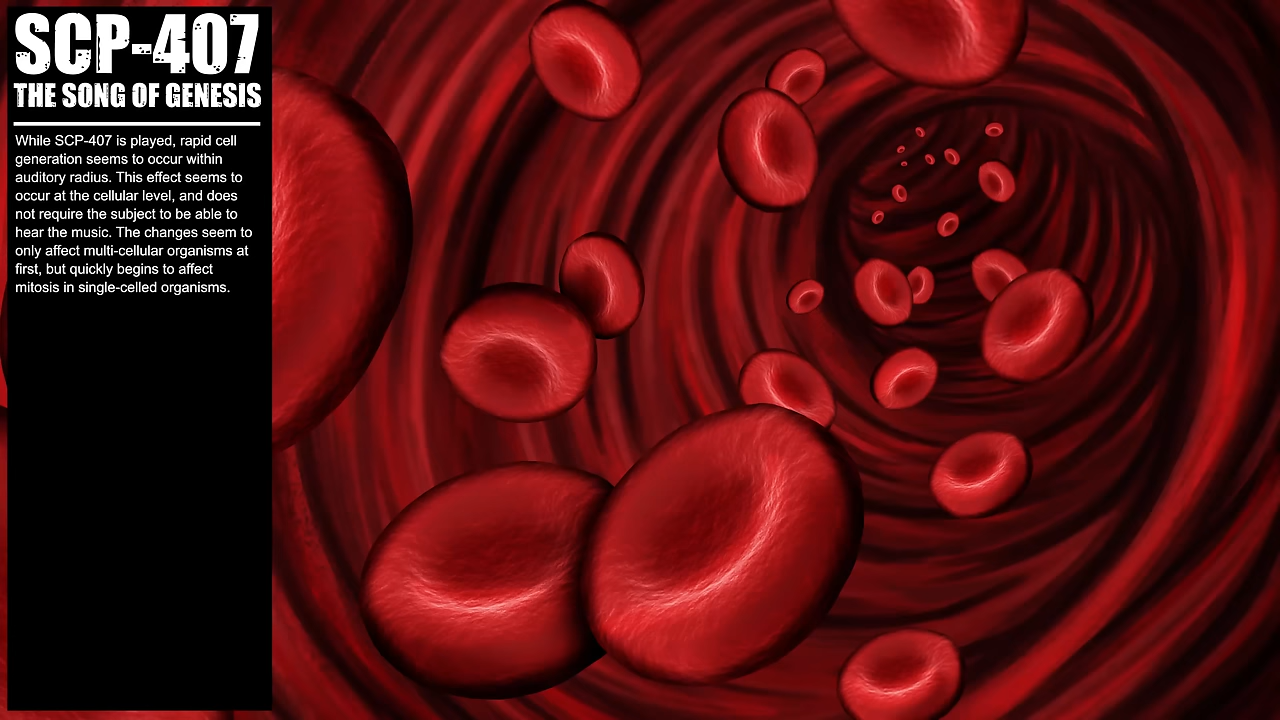 SCP-407
THE SONG OF GENESIS
While SCP-407 is played, rapid cell
generation seems to occur within
auditory radius. This effect seems to
occur at the cellular level, and does
not require the subject to be able to
hear the music. The changes seem to
only affect multi-cellular organisms at
first, but quickly begins to affect
mitosis in single-celled organisms.